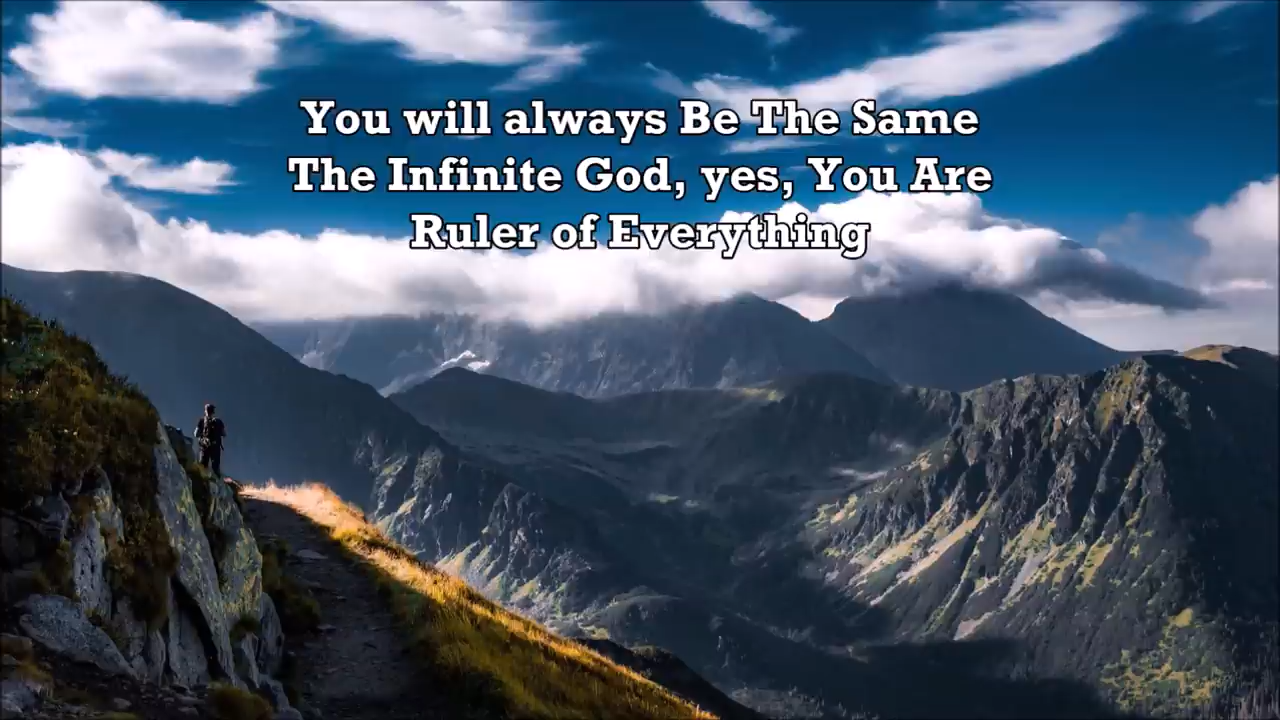 You will always Be The Same
The Infinite God, yes, You Are
Ruler of Everything